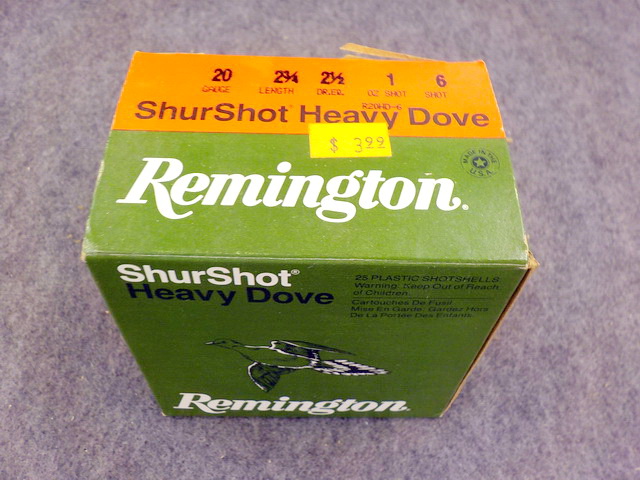 20 2¾ 2½ 1 6
GAUGE LENGTH DR.EQ. OZ SHOT SHOT
R20HD-6
ShurShot Heavy Dove
$ 3.99
Remington®
MADE IN THE USA
ShurShot®
Heavy Dove
25 PLASTIC SHOTSHELLS
Warning: Keep Out of Reach
of Children.
Cartouches De Fusil
Mise En Garde: Gardez Hors
De La Portée Des Enfants.
Remington®